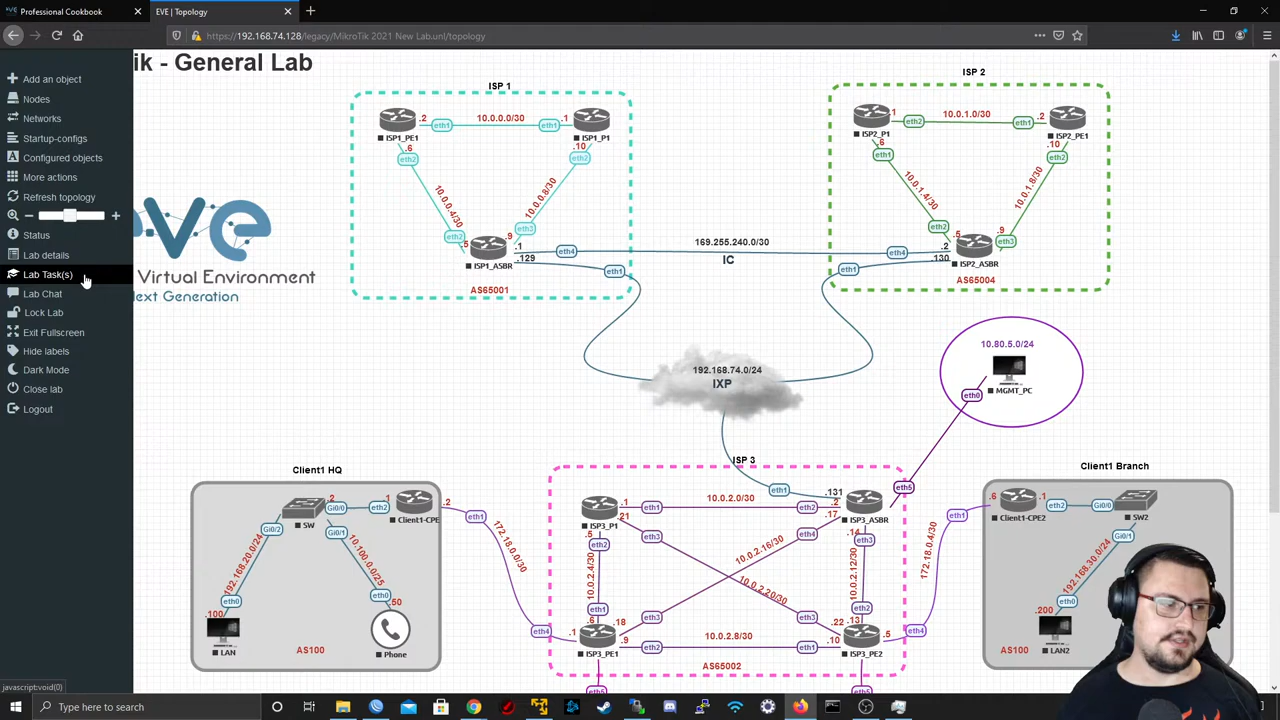 Professional Cookbook
EVE | Topology
https://192.168.74.128/legacy/MikroTik 2021 New Lab.unl/topology
ik - General Lab
Add an object
Nodes
Networks
Startup-configs
Configured objects
More actions
Refresh topology
Status
Lab details
Lab Task(s)
Lab Chat
Lock Lab
Exit Fullscreen
Hide labels
Dark Mode
Close lab
Logout
Virtual Environment
Next Generation
ISP 1
ISP1_PE1
.2
eth1
10.0.0.0/30
eth1
.1
ISP1_P1
.6
eth2
.10
eth2
10.0.0.4/30
10.0.0.8/30
eth2
.5
eth3
.9
ISP1_ASBR
.1
.129
eth4
eth1
AS65001
169.255.240.0/30
IC
ISP 2
ISP2_P1
.1
eth2
10.0.1.0/30
eth1
.2
ISP2_PE1
.6
eth1
.10
eth2
10.0.1.4/30
10.0.1.8/30
eth2
.5
eth3
.9
ISP2_ASBR
.2
.130
eth4
eth1
AS65004
192.168.74.0/24
IXP
10.80.5.0/24
MGMT_PC
eth0
Client1 HQ
SW
.2
Gi0/0
eth2
.1
Client1-CPE
.2
eth1
Gi0/2
Gi0/1
192.168.20.0/24
10.100.0.0/25
eth0
eth0
.100
.50
LAN
Phone
AS100
172.18.0.0/30
eth4
.1
ISP 3
ISP3_P1
.1
eth1
10.0.2.0/30
eth2
.2
eth1
.131
ISP3_ASBR
eth5
.21
.17
.5
eth2
eth3
eth4
.14
eth3
10.0.2.4/30
10.0.2.16/30
10.0.2.20/30
10.0.2.12/30
eth1
.6
.18
eth3
eth3
.22
eth2
.13
ISP3_PE1
.9
eth2
10.0.2.8/30
eth1
.10
ISP3_PE2
.5
eth4
AS65002
eth5
eth5
172.18.0.4/30
Client1 Branch
eth1
.6
Client1-CPE2
.1
eth2
Gi0/0
SW2
Gi0/1
192.168.30.0/24
eth0
.200
LAN2
AS100
javascript:void(0)
Type here to search